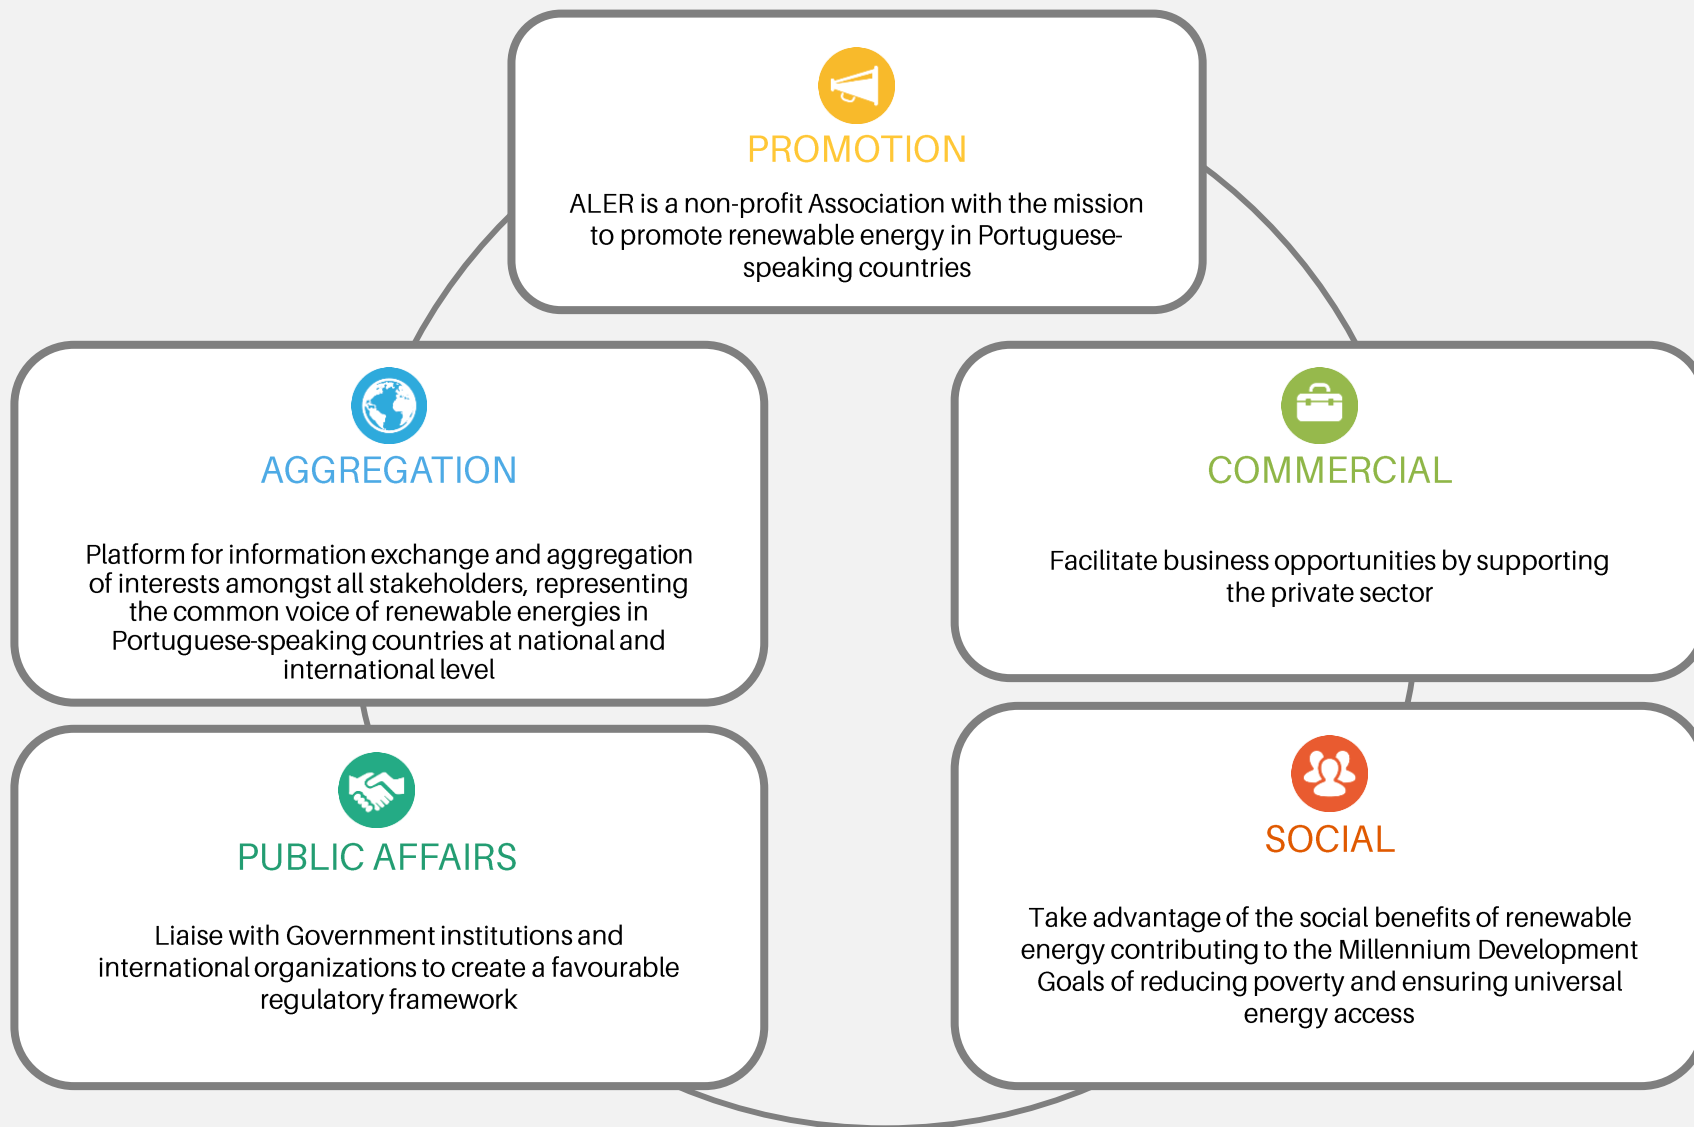 PROMOTION
ALER is a non-profit Association with the mission
to promote renewable energy in Portuguese-
speaking countries
AGGREGATION
Platform for information exchange and aggregation
of interests amongst all stakeholders, representing
the common voice of renewable energies in
Portuguese-speaking countries at national and
international level
COMMERCIAL
Facilitate business opportunities by supporting
the private sector
PUBLIC AFFAIRS
Liaise with Government institutions and
international organizations to create a favourable
regulatory framework
SOCIAL
Take advantage of the social benefits of renewable
energy contributing to the Millennium Development
Goals of reducing poverty and ensuring universal
energy access